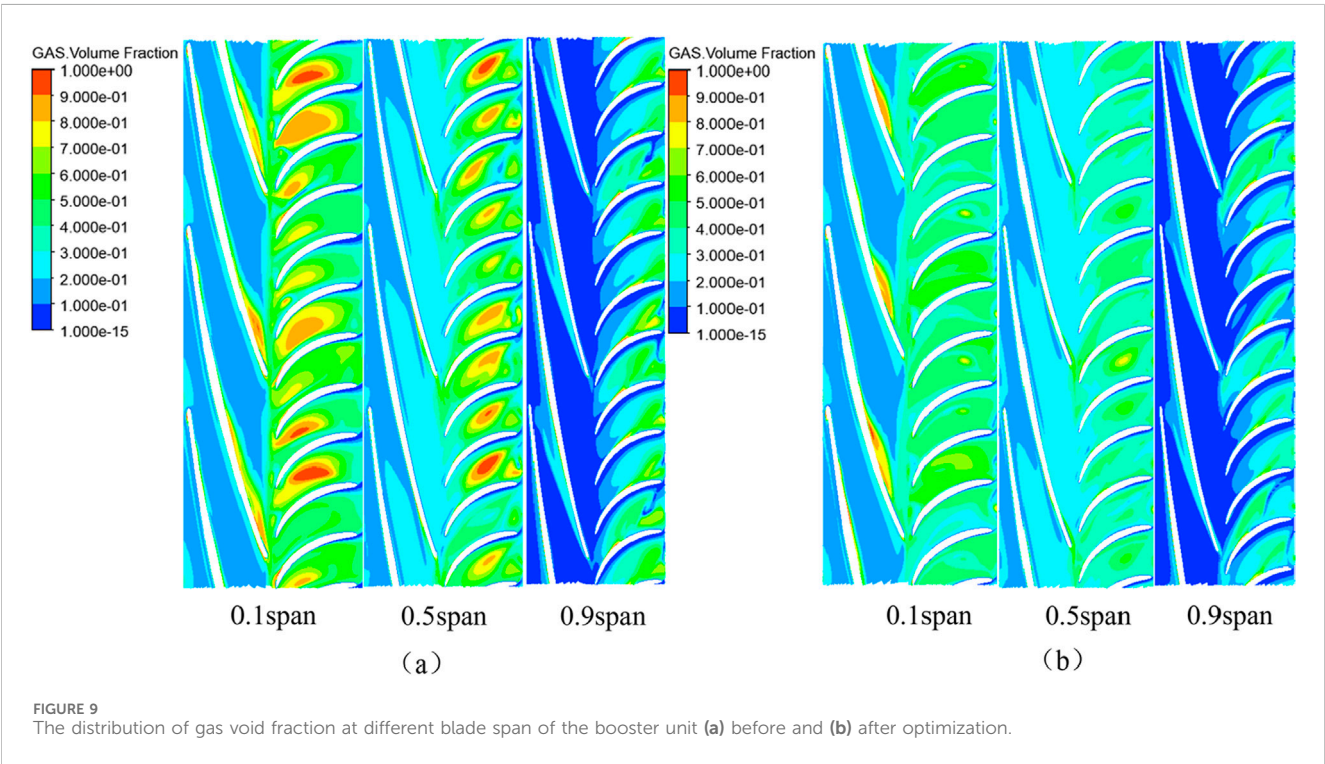 GAS.Volume Fraction
1.000e+00
9.000e-01
8.000e-01
7.000e-01
6.000e-01
5.000e-01
4.000e-01
3.000e-01
2.000e-01
1.000e-01
1.000e-15
0.1span 0.5span 0.9span
(a)
GAS.Volume Fraction
1.000e+00
9.000e-01
8.000e-01
7.000e-01
6.000e-01
5.000e-01
4.000e-01
3.000e-01
2.000e-01
1.000e-01
1.000e-15
0.1span 0.5span 0.9span
(b)
FIGURE 9
The distribution of gas void fraction at different blade span of the booster unit (a) before and (b) after optimization.